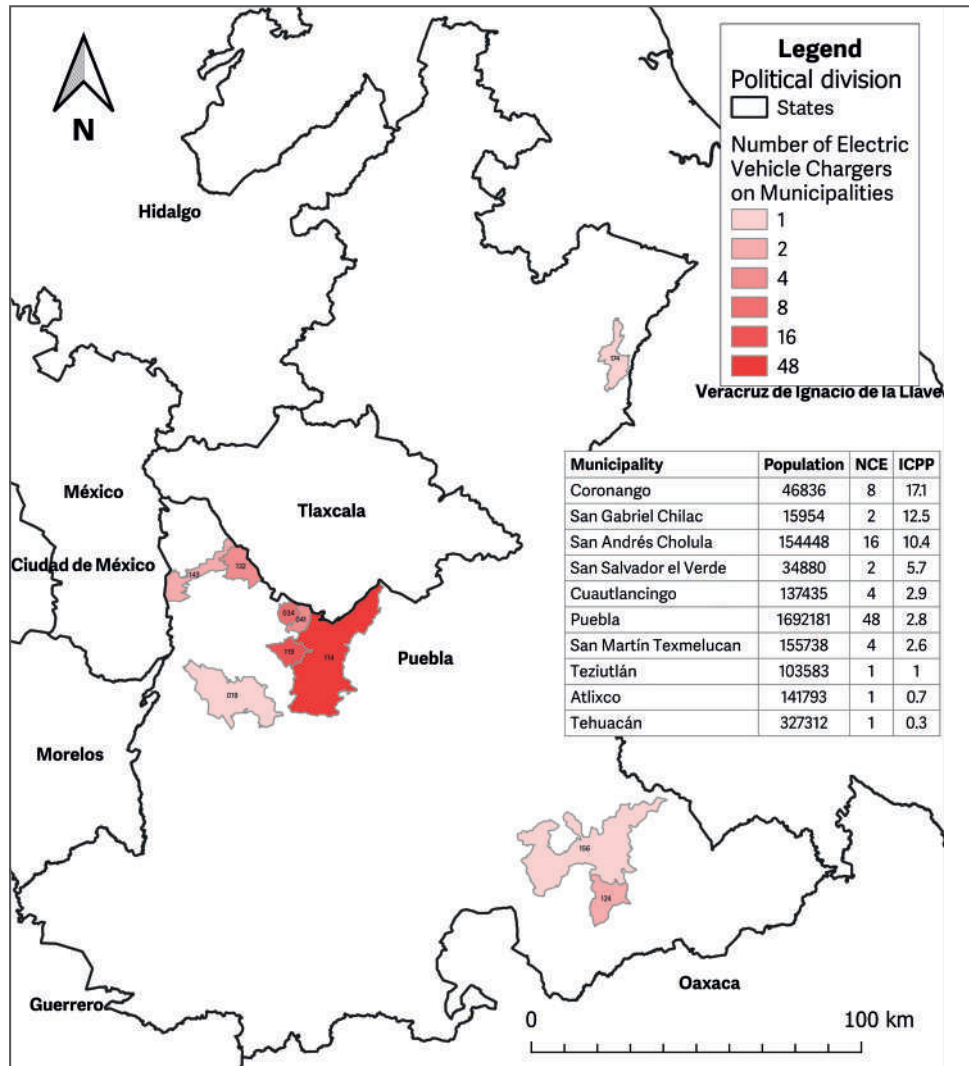 N
Legend
Political division
States
Number of Electric
Vehicle Chargers
on Municipalities
1
2
4
8
16
48
Hidalgo
174
Veracruz de Ignacio de la Llave
México
Tlaxcala
Ciudad de México
143
132
034
041
119
114
Puebla
019
Morelos
Municipality Population NCE ICPP
Coronango 46836 8 17.1
San Gabriel Chilac 15954 2 12.5
San Andrés Cholula 154448 16 10.4
San Salvador el Verde 34880 2 5.7
Cuautlancingo 137435 4 2.9
Puebla 1692181 48 2.8
San Martín Texmelucan 155738 4 2.6
Teziutlán 103583 1 1
Atlixco 141793 1 0.7
Tehuacán 327312 1 0.3
156
124
Oaxaca
Guerrero
0 100 km